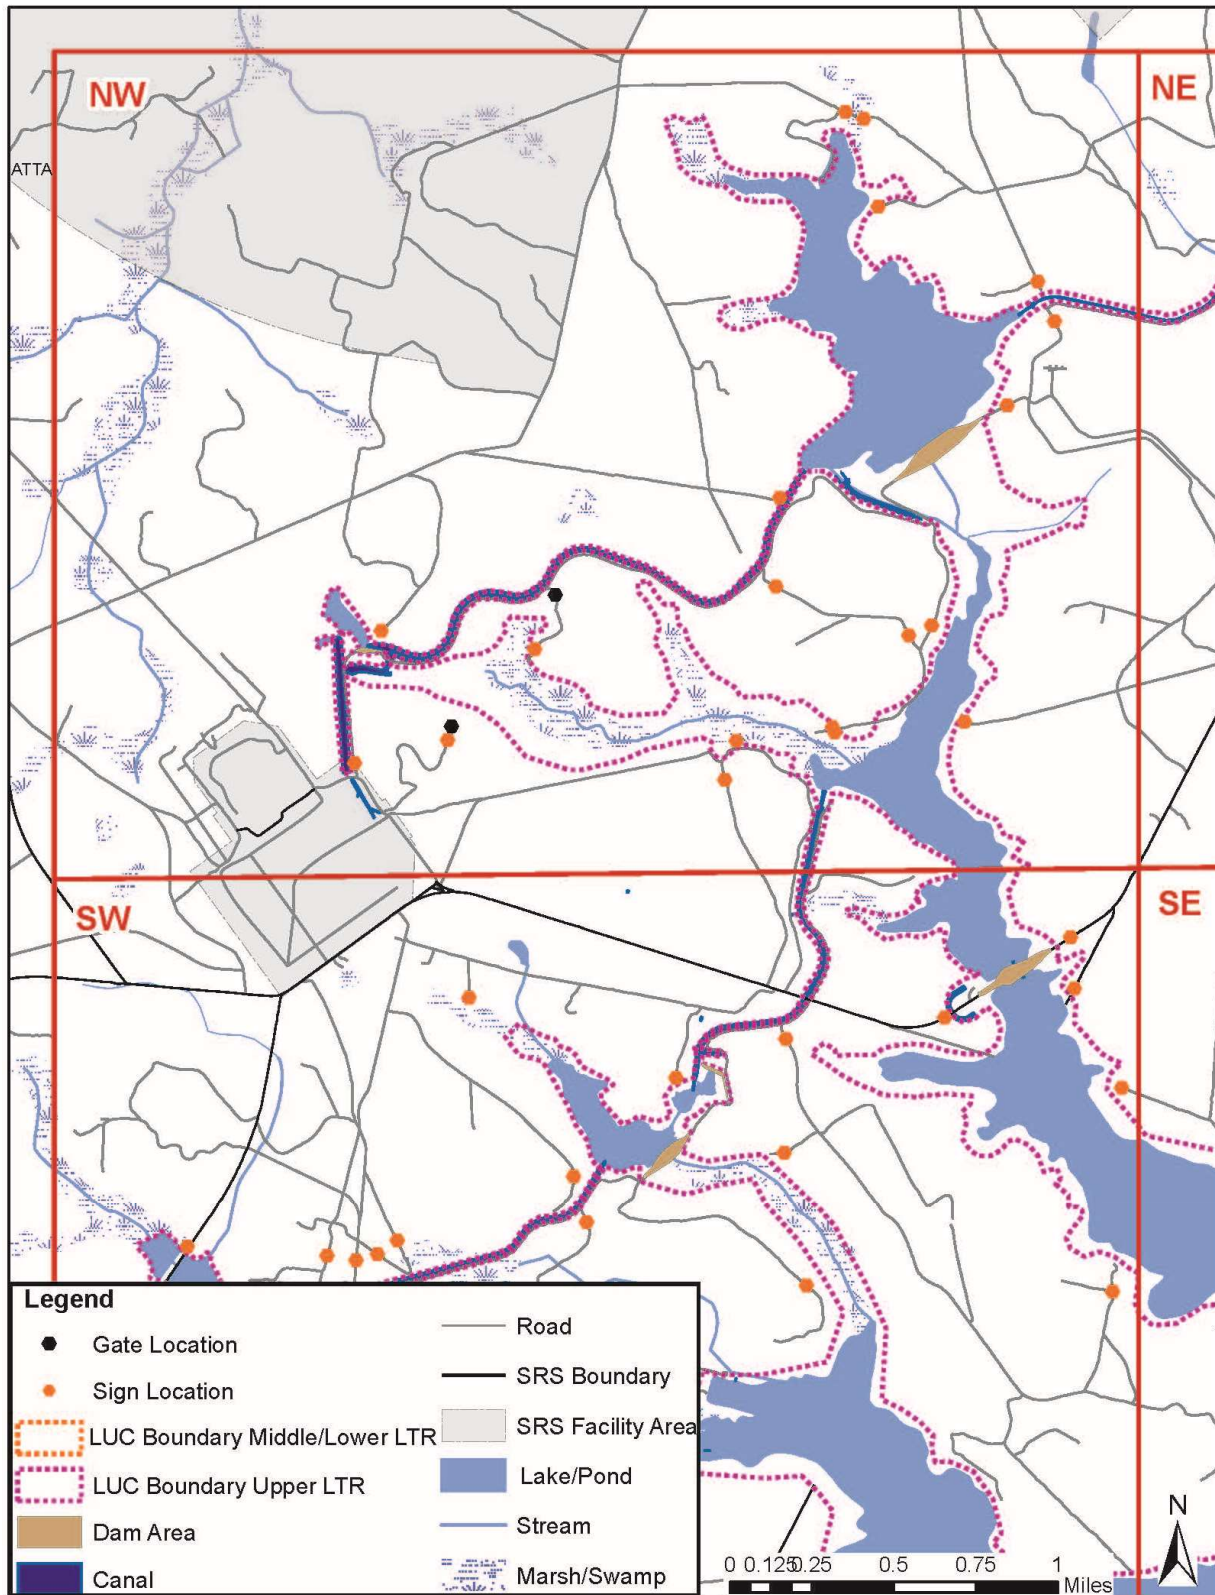 NW
NE
ATTA
SW
SE
Legend
Gate Location
Sign Location
LUC Boundary Middle/Lower LTR
LUC Boundary Upper LTR
Dam Area
Canal
Road
SRS Boundary
SRS Facility Area
Lake/Pond
Stream
Marsh/Swamp
N
0 0.125 0.25 0.5 0.75 1
Miles